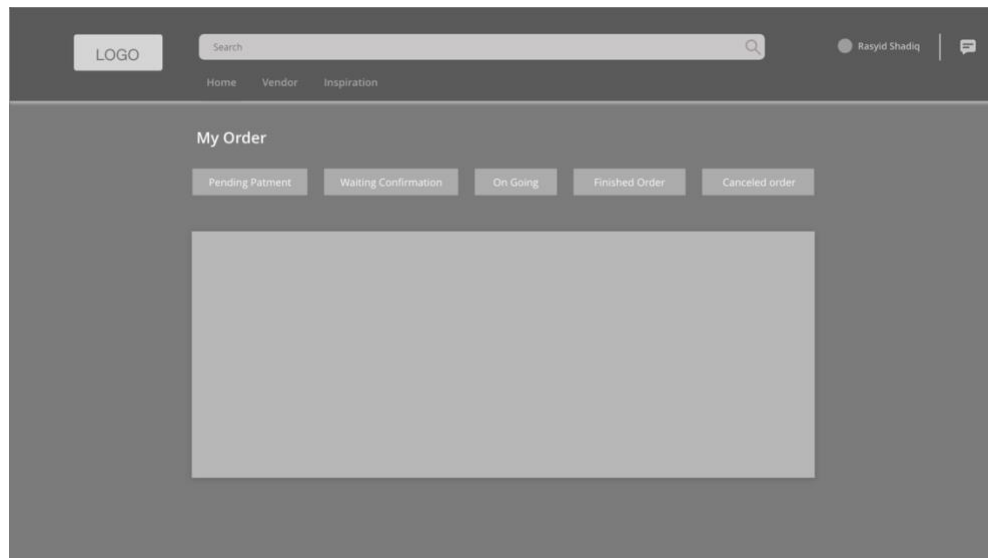 LOGO
Search
Rasyid Shadiq
Home Vendor Inspiration
My Order
Pending Patment Waiting Confirmation On Going Finished Order Canceled order